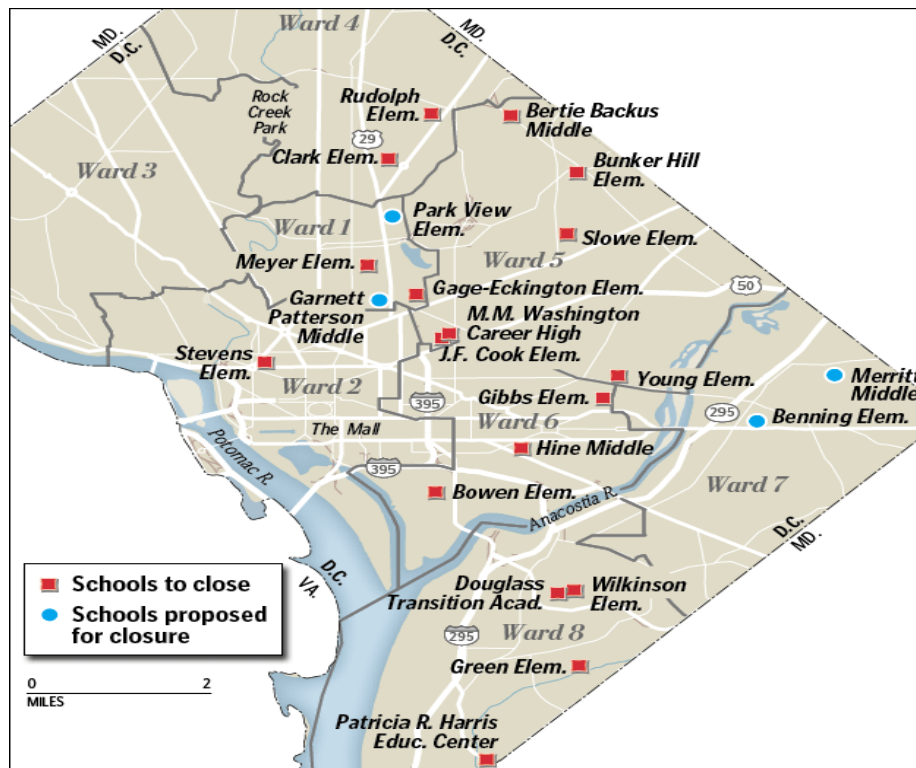 Ward 4
MD.
D.C.
MD.
D.C.
Rock
Creek
Park
Rudolph
Elem.
Bertie Backus
Middle
29
Clark Elem.
Bunker Hill
Elem.
Ward 3
Park View
Elem.
Ward 1
Slowe Elem.
Ward 5
Meyer Elem.
Gage-Eckington Elem.
50
Garnett
Patterson
Middle
M.M. Washington
Career High
J.F. Cook Elem.
Stevens
Elem.
Young Elem.
Merritt
Middle
Ward 2
Gibbs Elem.
395
295
Benning Elem.
The Mall
Ward 6
Potomac R.
395
Hine Middle
Bowen Elem.
Anacostia R.
Ward 7
D.C.
MD.
D.C.
VA.
Schools to close
Schools proposed
for closure
Douglass
Transition Acad.
Wilkinson
Elem.
295
Ward 8
Green Elem.
0 2
MILES
Patricia R. Harris
Educ. Center